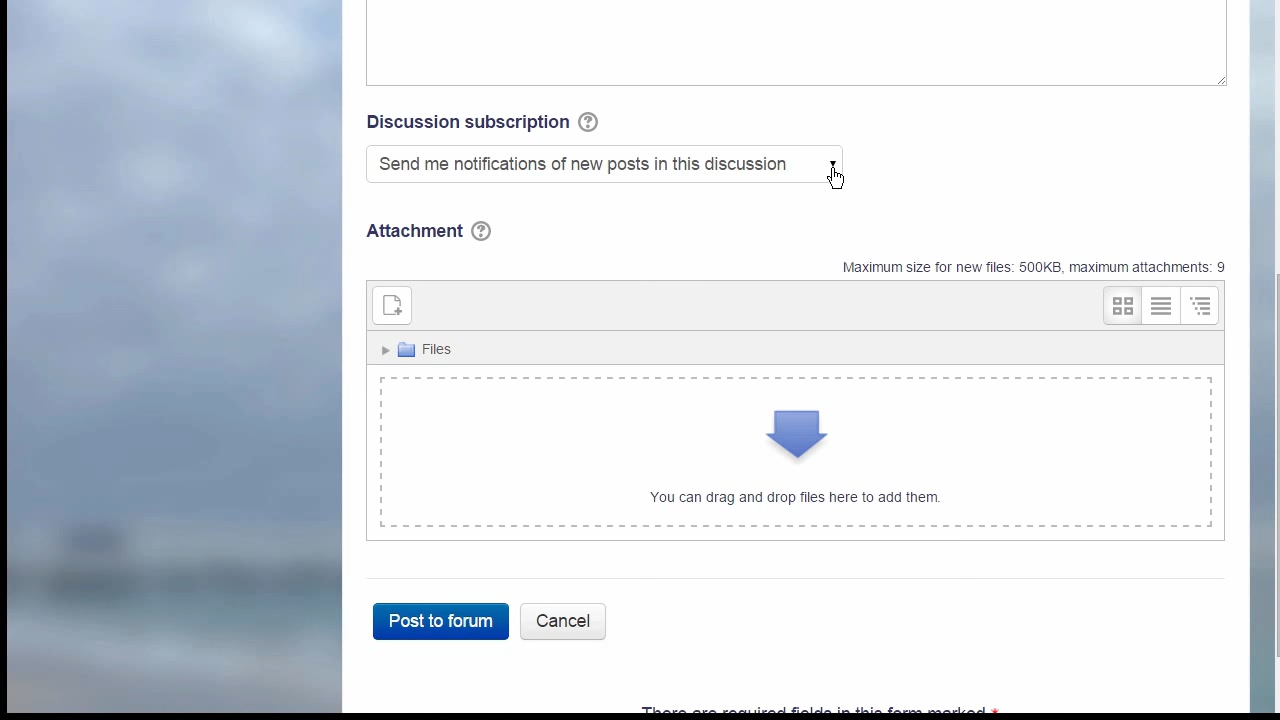 Discussion subscription
Send me notifications of new posts in this discussion
Attachment
Maximum size for new files: 500KB, maximum attachments: 9
Files
You can drag and drop files here to add them.
Post to forum
Cancel
There are required fields in this form marked *